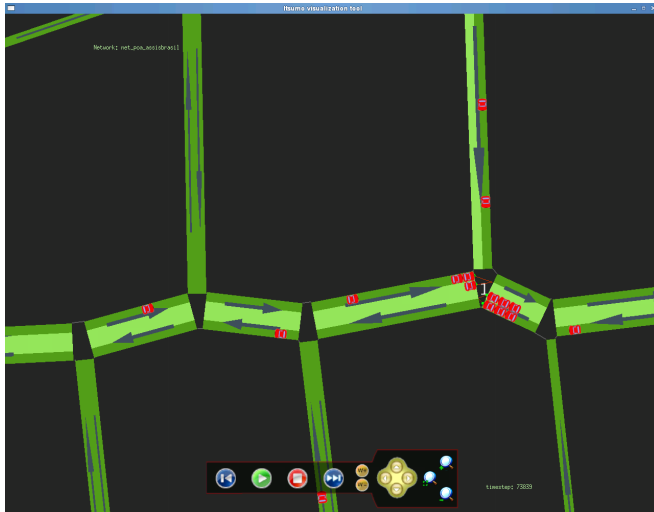 Itsumo visualization tool
Network: net_poa_assisbrasil
1
timestep: 73839